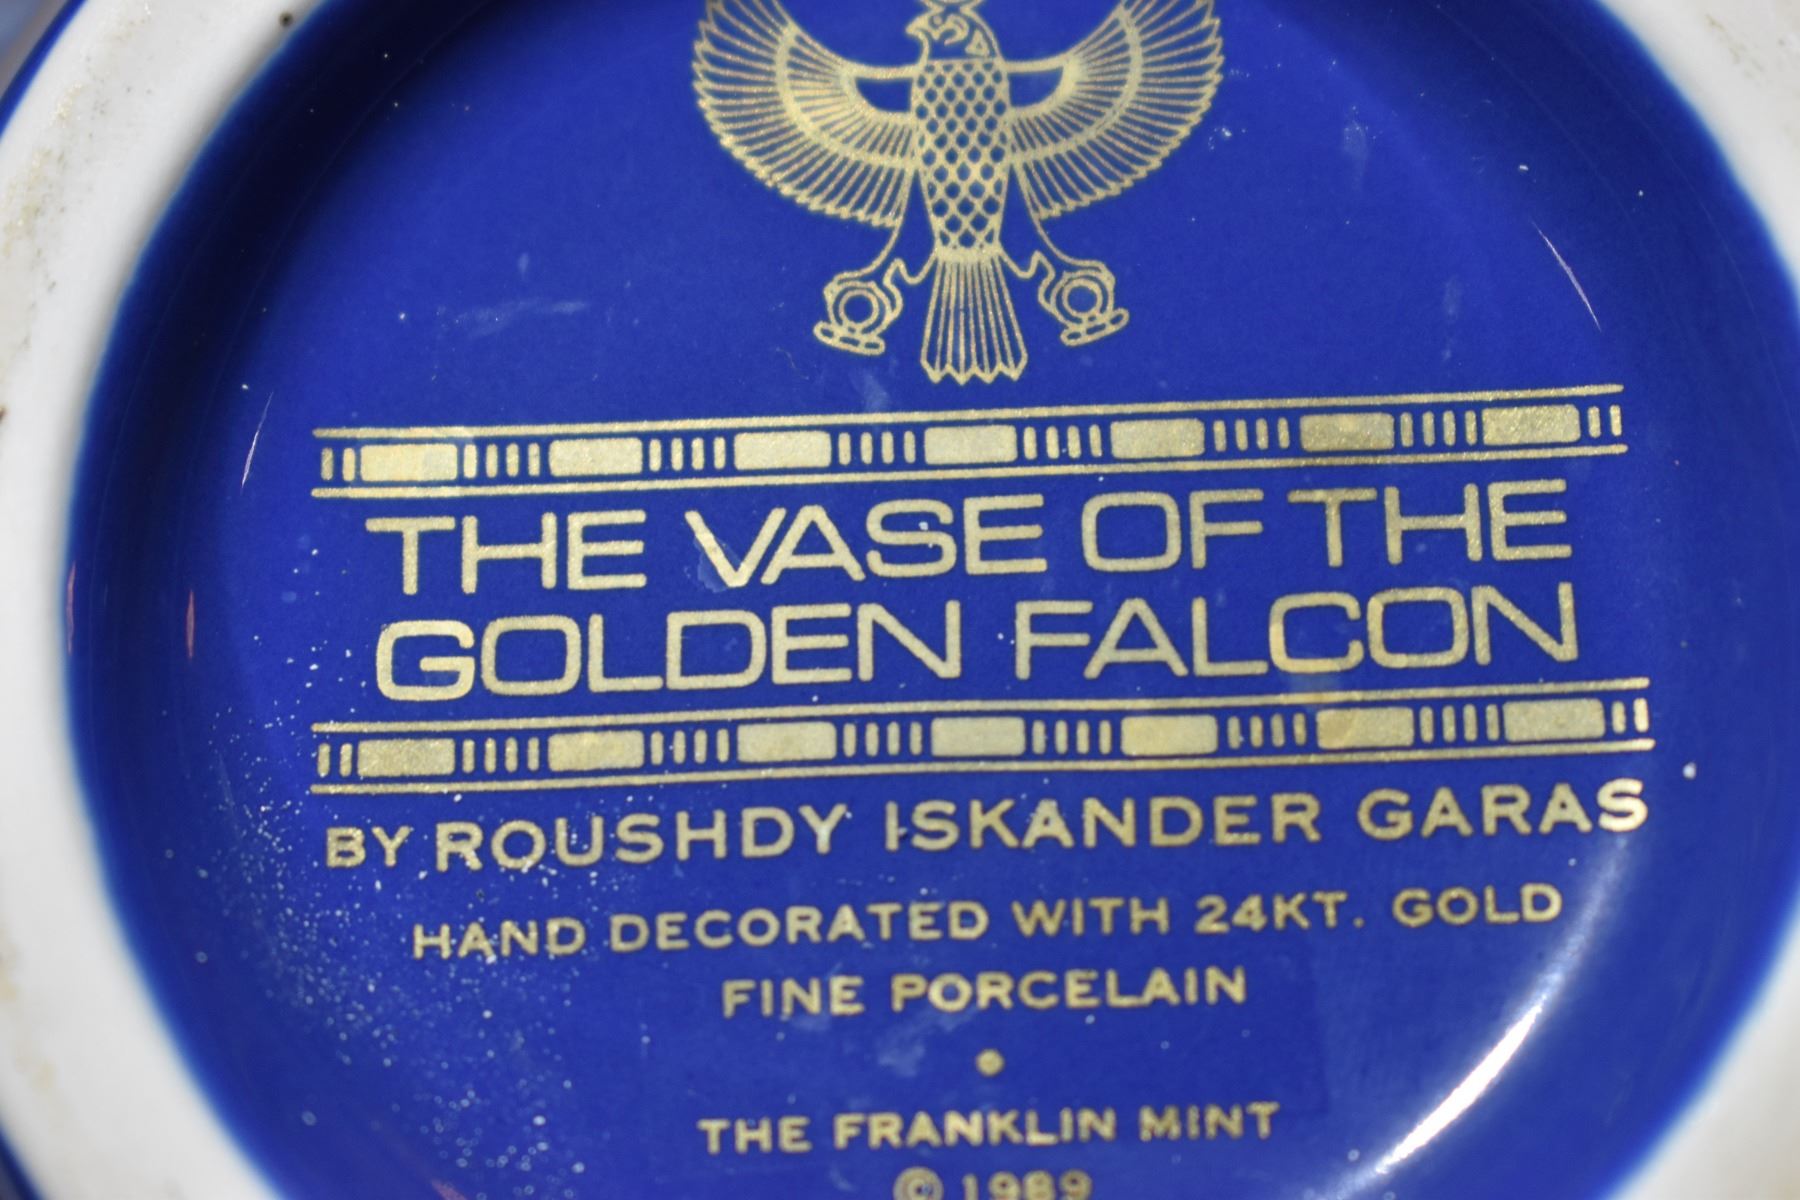 THE VASE OF THE
GOLDEN FALCON
BY ROUSHDY ISKANDER GARAS
HAND DECORATED WITH 24KT. GOLD
FINE PORCELAIN
•
THE FRANKLIN MINT
© 1989